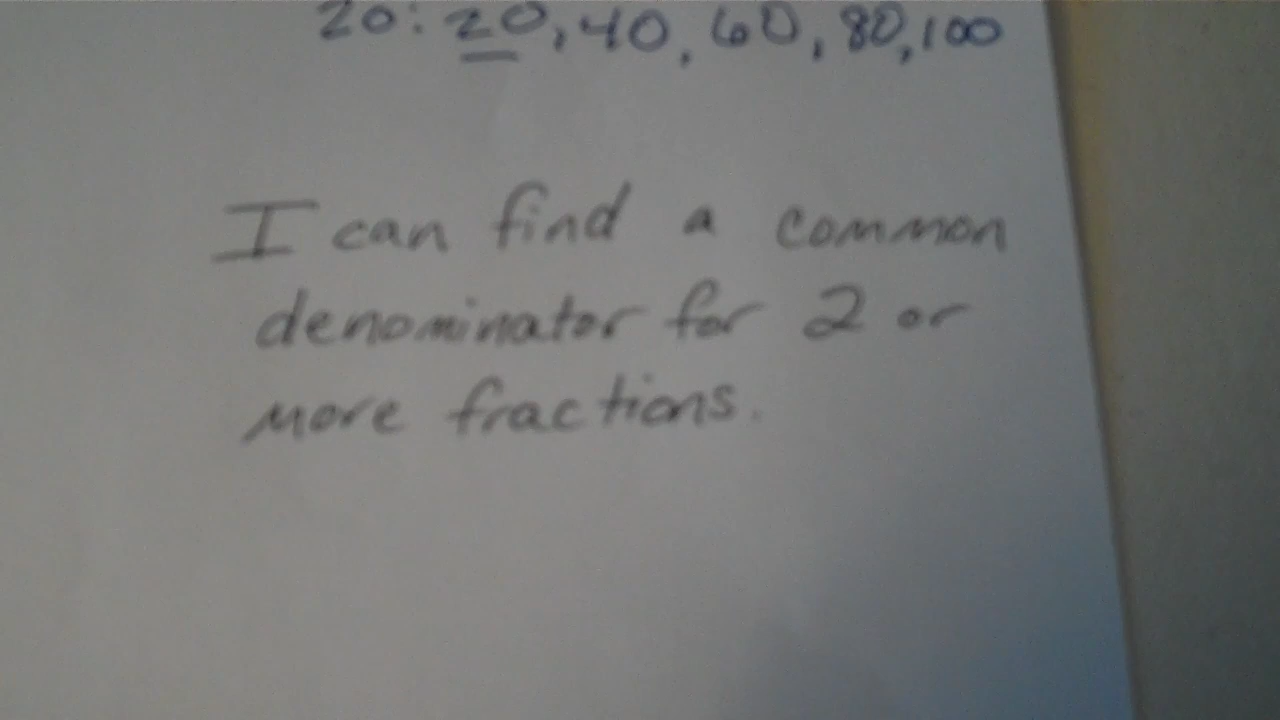 20: 20, 40, 60, 80, 100
I can find a common
denominator for 2 or
more fractions.